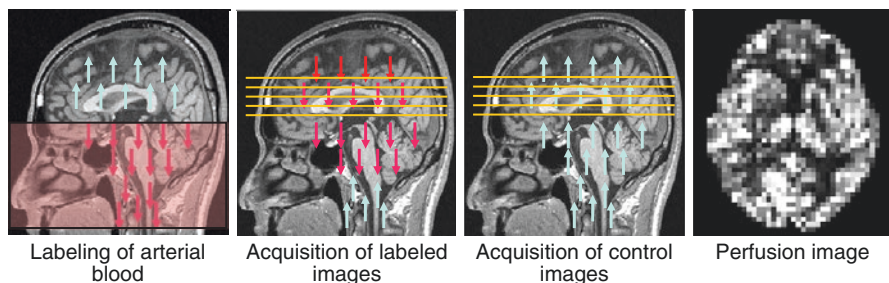 Labeling of arterial
blood
Acquisition of labeled
images
Acquisition of control
images
Perfusion image